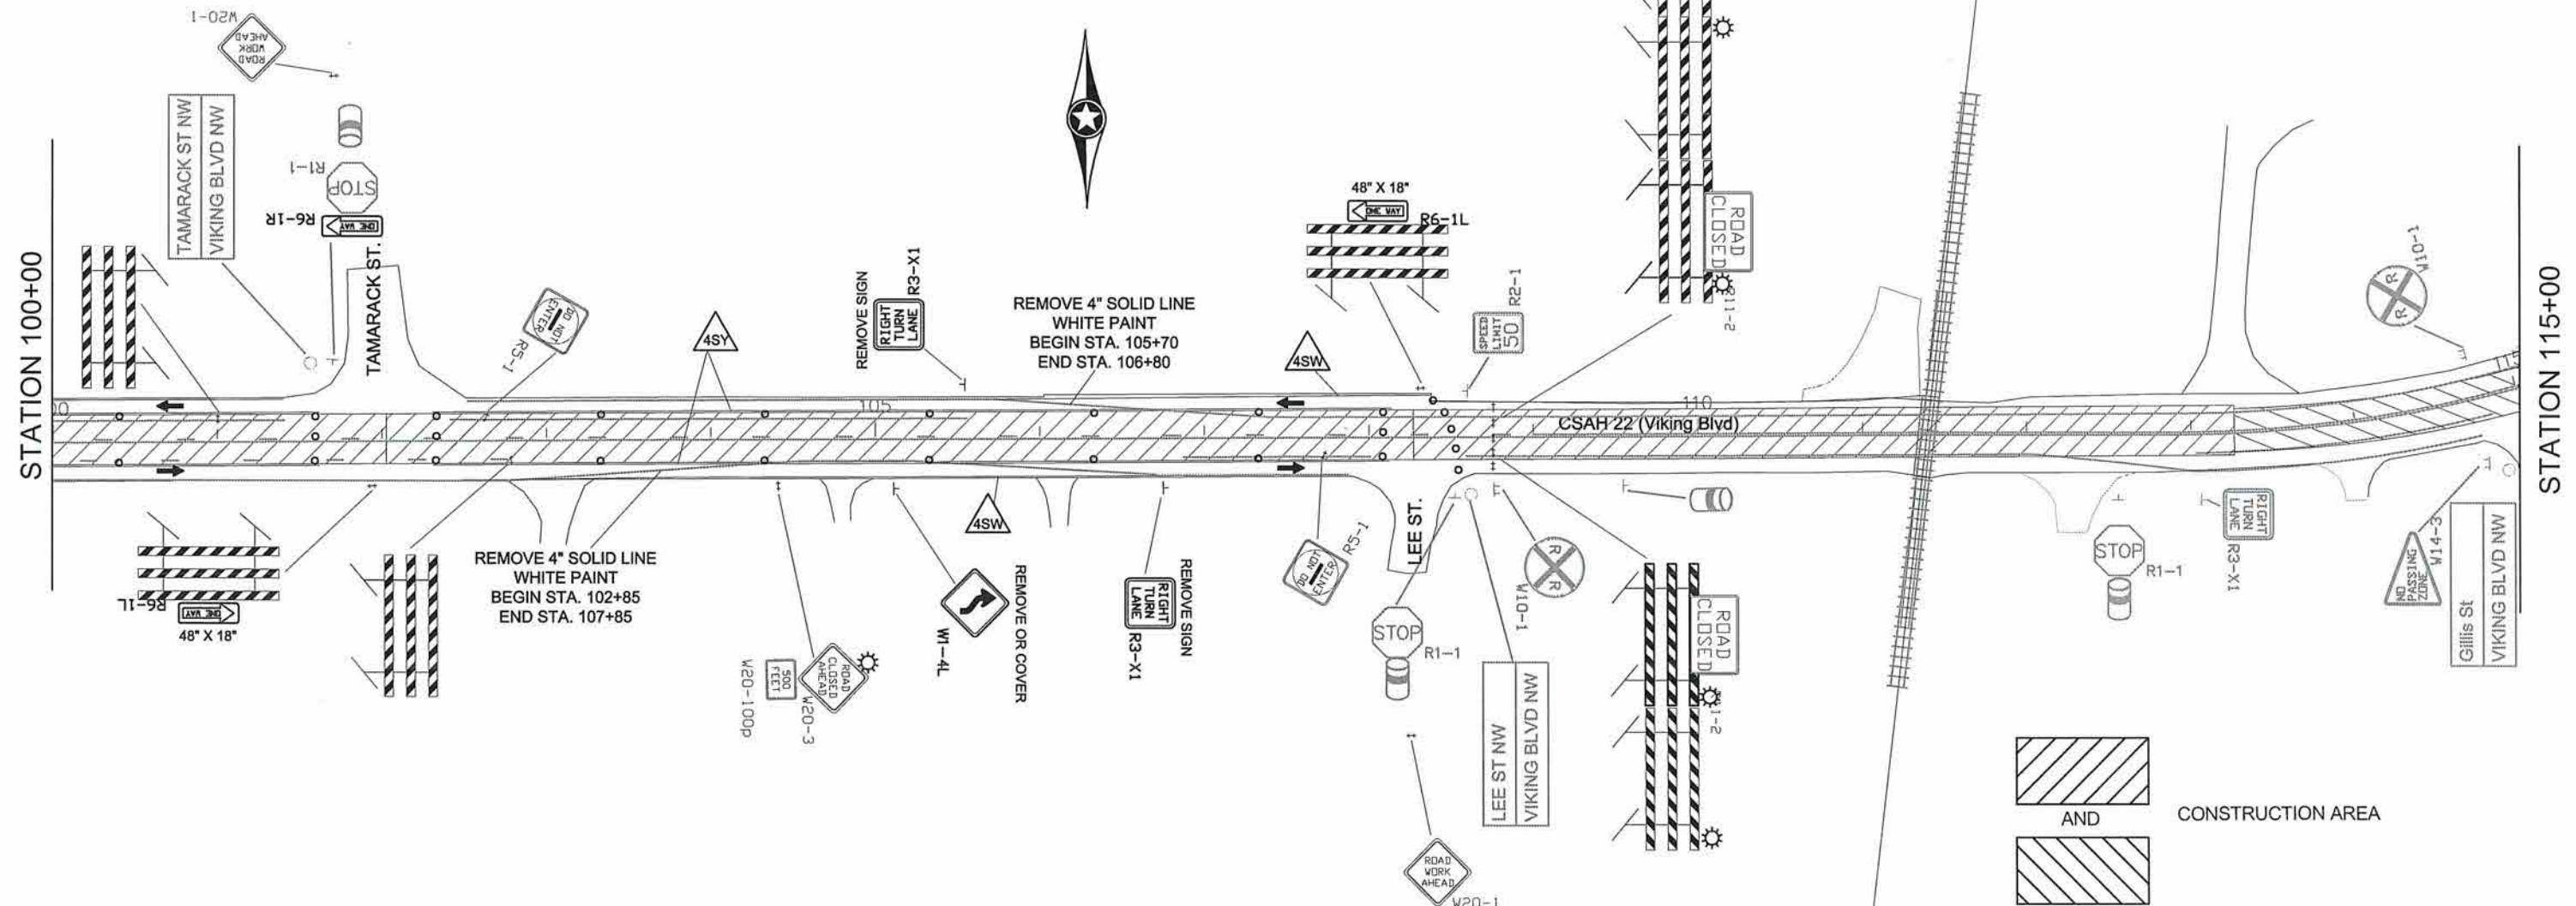 W20-1
ROAD
WORK
AHEAD
TAMARACK ST NW
VIKING BLVD NW
R1-1
STOP
R6-1R
ONE WAY
TAMARACK ST.
STATION 100+00
DO NOT
ENTER
R5-1
4SY
REMOVE SIGN
RIGHT
TURN
LANE
R3-X1
REMOVE 4" SOLID LINE
WHITE PAINT
BEGIN STA. 105+70
END STA. 106+80
4SW
48" X 18"
ONE WAY
R6-1L
SPEED
LIMIT
50
R2-1
ROAD
CLOSED
R11-2
W10-1
R R
STATION 115+00
00
105
110
115
CSAH 22 (Viking Blvd)
R6-1L
ONE WAY
48" X 18"
REMOVE 4" SOLID LINE
WHITE PAINT
BEGIN STA. 102+85
END STA. 107+85
W20-100p
500
FEET
ROAD
CLOSED
AHEAD
W20-3
4SW
W1-4L
REMOVE OR COVER
RIGHT
TURN
LANE
R3-X1
REMOVE SIGN
DO NOT
ENTER
R5-1
LEE ST.
STOP
R1-1
R R
W10-1
LEE ST NW
VIKING BLVD NW
ROAD
WORK
AHEAD
W20-1
ROAD
CLOSED
STOP
R1-1
RIGHT
TURN
LANE
R3-X1
NO
PASSING
ZONE
W14-3
Gillis St
VIKING BLVD NW
AND
CONSTRUCTION AREA